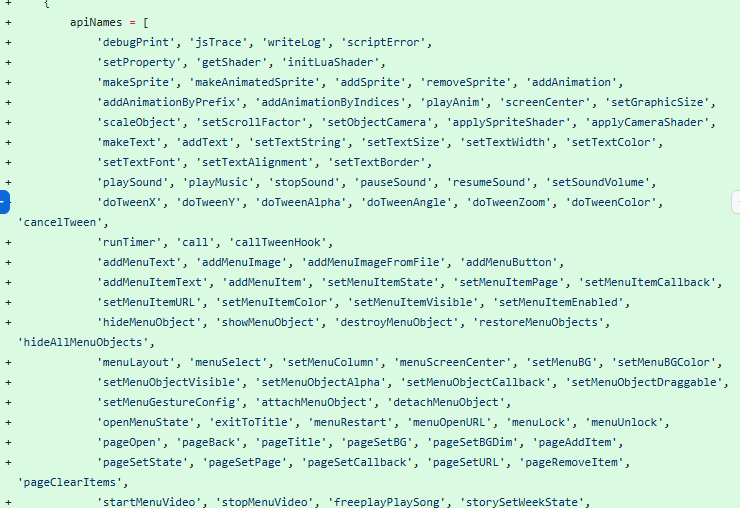 + {
+ apiNames = [
+ 'debugPrint', 'jsTrace', 'writeLog', 'scriptError',
+ 'setProperty', 'getShader', 'initLuaShader',
+ 'makeSprite', 'makeAnimatedSprite', 'addSprite', 'removeSprite', 'addAnimation',
+ 'addAnimationByPrefix', 'addAnimationByIndices', 'playAnim', 'screenCenter', 'setGraphicSize',
+ 'scaleObject', 'setScrollFactor', 'setObjectCamera', 'applySpriteShader', 'applyCameraShader',
+ 'makeText', 'addText', 'setTextString', 'setTextSize', 'setTextWidth', 'setTextColor',
+ 'setTextFont', 'setTextAlignment', 'setTextBorder',
+ 'playSound', 'playMusic', 'stopSound', 'pauseSound', 'resumeSound', 'setSoundVolume',
'doTweenX', 'doTweenY', 'doTweenAlpha', 'doTweenAngle', 'doTweenZoom', 'doTweenColor',
'cancelTween',
+ 'runTimer', 'call', 'callTweenHook',
+ 'addMenuText', 'addMenuImage', 'addMenuImageFromFile', 'addMenuButton',
+ 'addMenuItemText', 'addMenuItem', 'setMenuItemState', 'setMenuItemPage', 'setMenuItemCallback',
+ 'setMenuItemURL', 'setMenuItemColor', 'setMenuItemVisible', 'setMenuItemEnabled',
+ 'hideMenuObject', 'showMenuObject', 'destroyMenuObject', 'restoreMenuObjects',
'hideAllMenuObjects',
+ 'menuLayout', 'menuSelect', 'setMenuColumn', 'menuScreenCenter', 'setMenuBG', 'setMenuBGColor',
+ 'setMenuObjectVisible', 'setMenuObjectAlpha', 'setMenuObjectCallback', 'setMenuObjectDraggable',
+ 'setMenuGestureConfig', 'attachMenuObject', 'detachMenuObject',
+ 'openMenuState', 'exitToTitle', 'menuRestart', 'menuOpenURL', 'menuLock', 'menuUnlock',
+ 'pageOpen', 'pageBack', 'pageTitle', 'pageSetBG', 'pageSetBGDim', 'pageAddItem',
+ 'pageSetState', 'pageSetPage', 'pageSetCallback', 'pageSetURL', 'pageRemoveItem',
'pageClearItems',
+ 'startMenuVideo', 'stopMenuVideo', 'freeplayPlaySong', 'storySetWeekState',